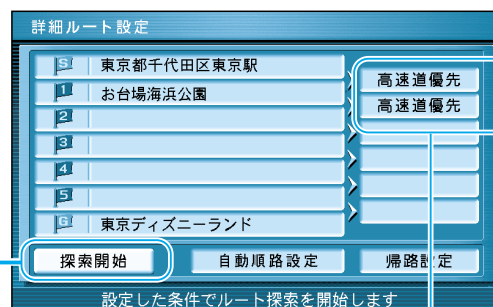 詳細ルート設定
S 東京都千代田区東京駅
高速道優先
1 お台場海浜公園
高速道優先
2
3
4
5
G 東京ディズニーランド
探索開始 自動順路設定 帰路設定
設定した条件でルート探索を開始します